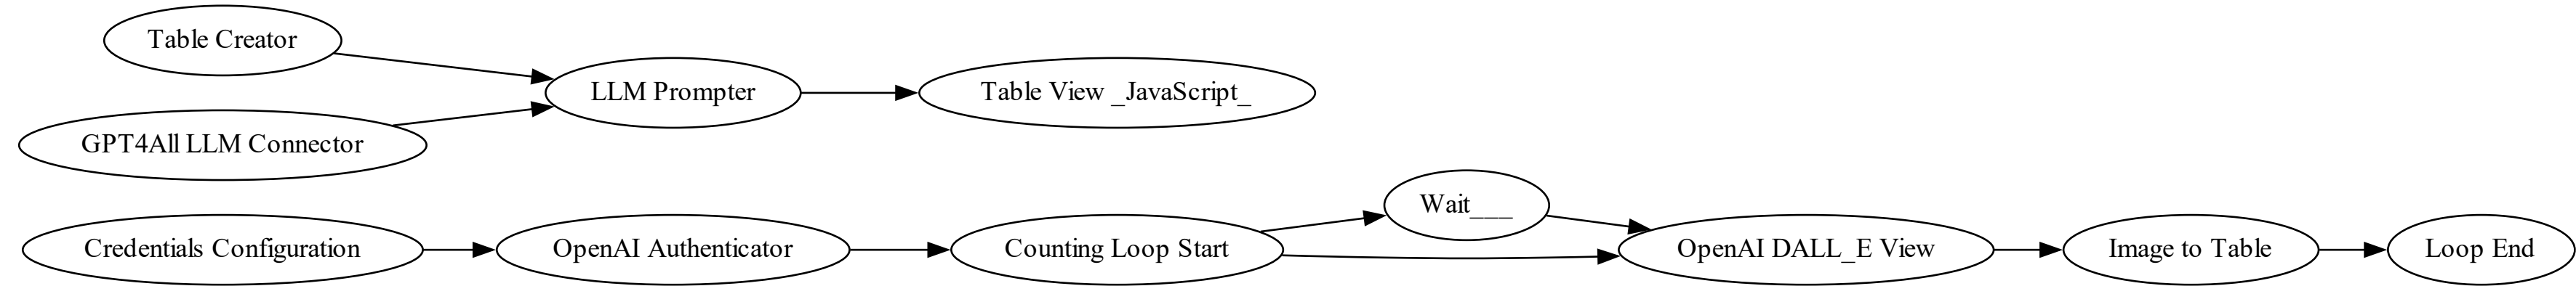 Table Creator
GPT4All LLM Connector
LLM Prompter
Table View _JavaScript_
Credentials Configuration
OpenAI Authenticator
Counting Loop Start
Wait___
OpenAI DALL_E View
Image to Table
Loop End